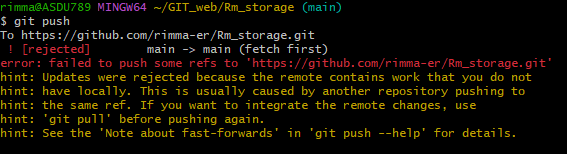 rimma@ASDU789 MINGW64 ~/GIT_web/Rm_storage (main)
$ git push
To https://github.com/rimma-er/Rm_storage.git
 ! [rejected]        main -> main (fetch first)
error: failed to push some refs to 'https://github.com/rimma-er/Rm_storage.git'
hint: Updates were rejected because the remote contains work that you do not
hint: have locally. This is usually caused by another repository pushing to
hint: the same ref. If you want to integrate the remote changes, use
hint: 'git pull' before pushing again.
hint: See the 'Note about fast-forwards' in 'git push --help' for details.